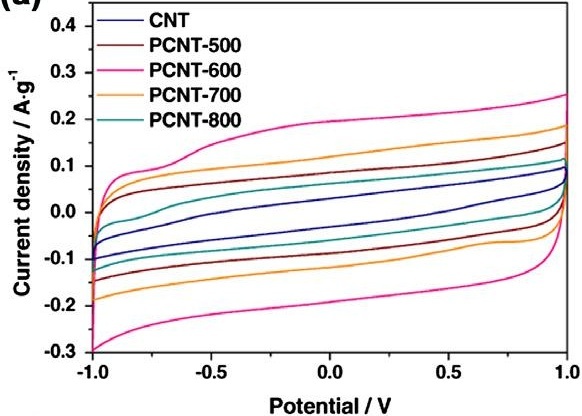 (a)
CNT
PCNT-500
PCNT-600
PCNT-700
PCNT-800
Current density / A·g⁻¹
0.4
0.3
0.2
0.1
0.0
-0.1
-0.2
-0.3
-1.0 -0.5 0.0 0.5 1.0
Potential / V